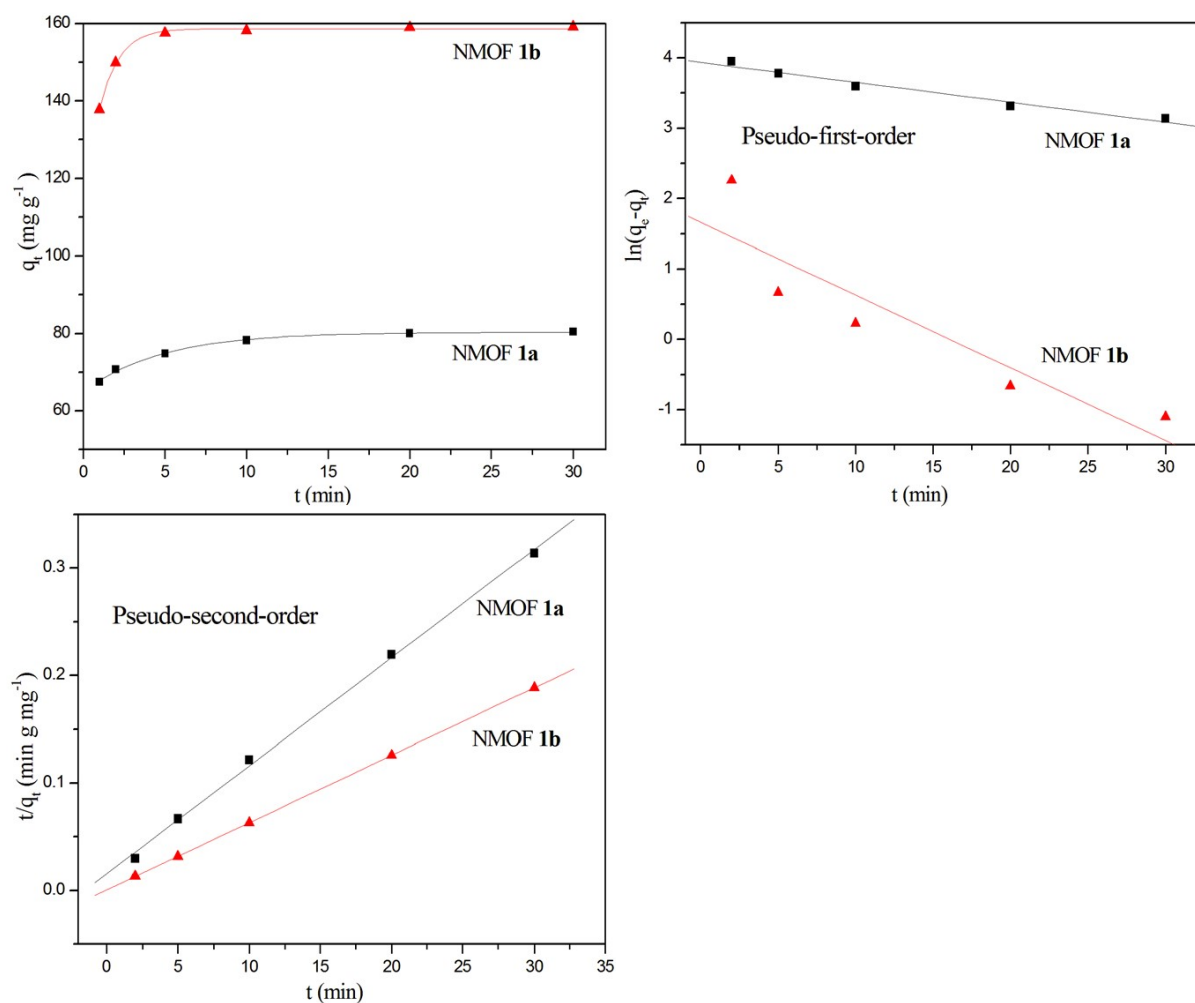 160
140
120
100
80
60
q_t (mg g^-1)
NMOF 1b
NMOF 1a
0 5 10 15 20 25 30
t (min)
4
3
2
1
0
-1
ln(q_e-q_t)
Pseudo-first-order
NMOF 1a
NMOF 1b
0 5 10 15 20 25 30
t (min)
0.3
0.2
0.1
0.0
t/q_t (min g mg^-1)
Pseudo-second-order
NMOF 1a
NMOF 1b
0 5 10 15 20 25 30 35
t (min)